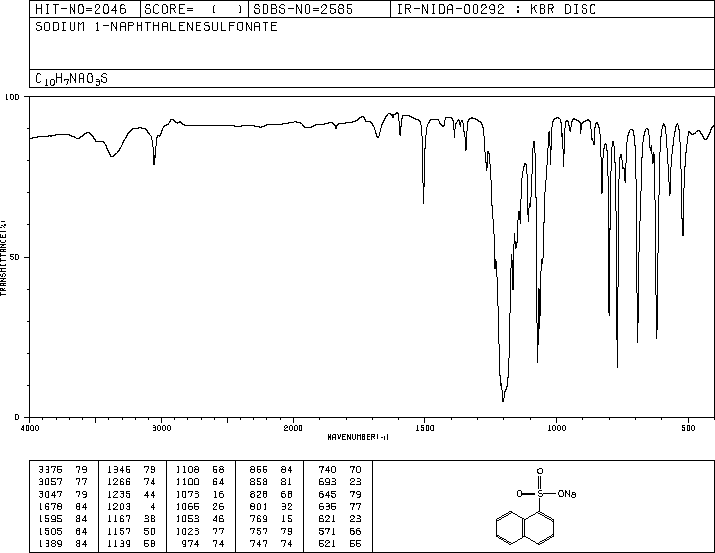 HIT-NO=2046 SCORE= ( ) SDBS-NO=2585 IR-NIDA-00292 : KBR DISC
SODIUM 1-NAPHTHALENESULFONATE
C10H7NAO3S
100
50
0
TRANSMITTANCE(%)
4000 3000 2000 1500 1000 500
WAVENUMBER(-1)
3375 79 1346 79 1108 68 866 84 740 70
3057 77 1266 74 1100 64 858 81 693 23
3047 79 1235 44 1073 16 828 68 645 79
1678 84 1203 4 1066 26 801 32 635 77
1595 84 1167 38 1053 46 769 15 621 23
1505 64 1157 50 1023 77 757 79 571 66
1389 84 1139 58 974 74 747 74 521 55
O
O S ONa
O